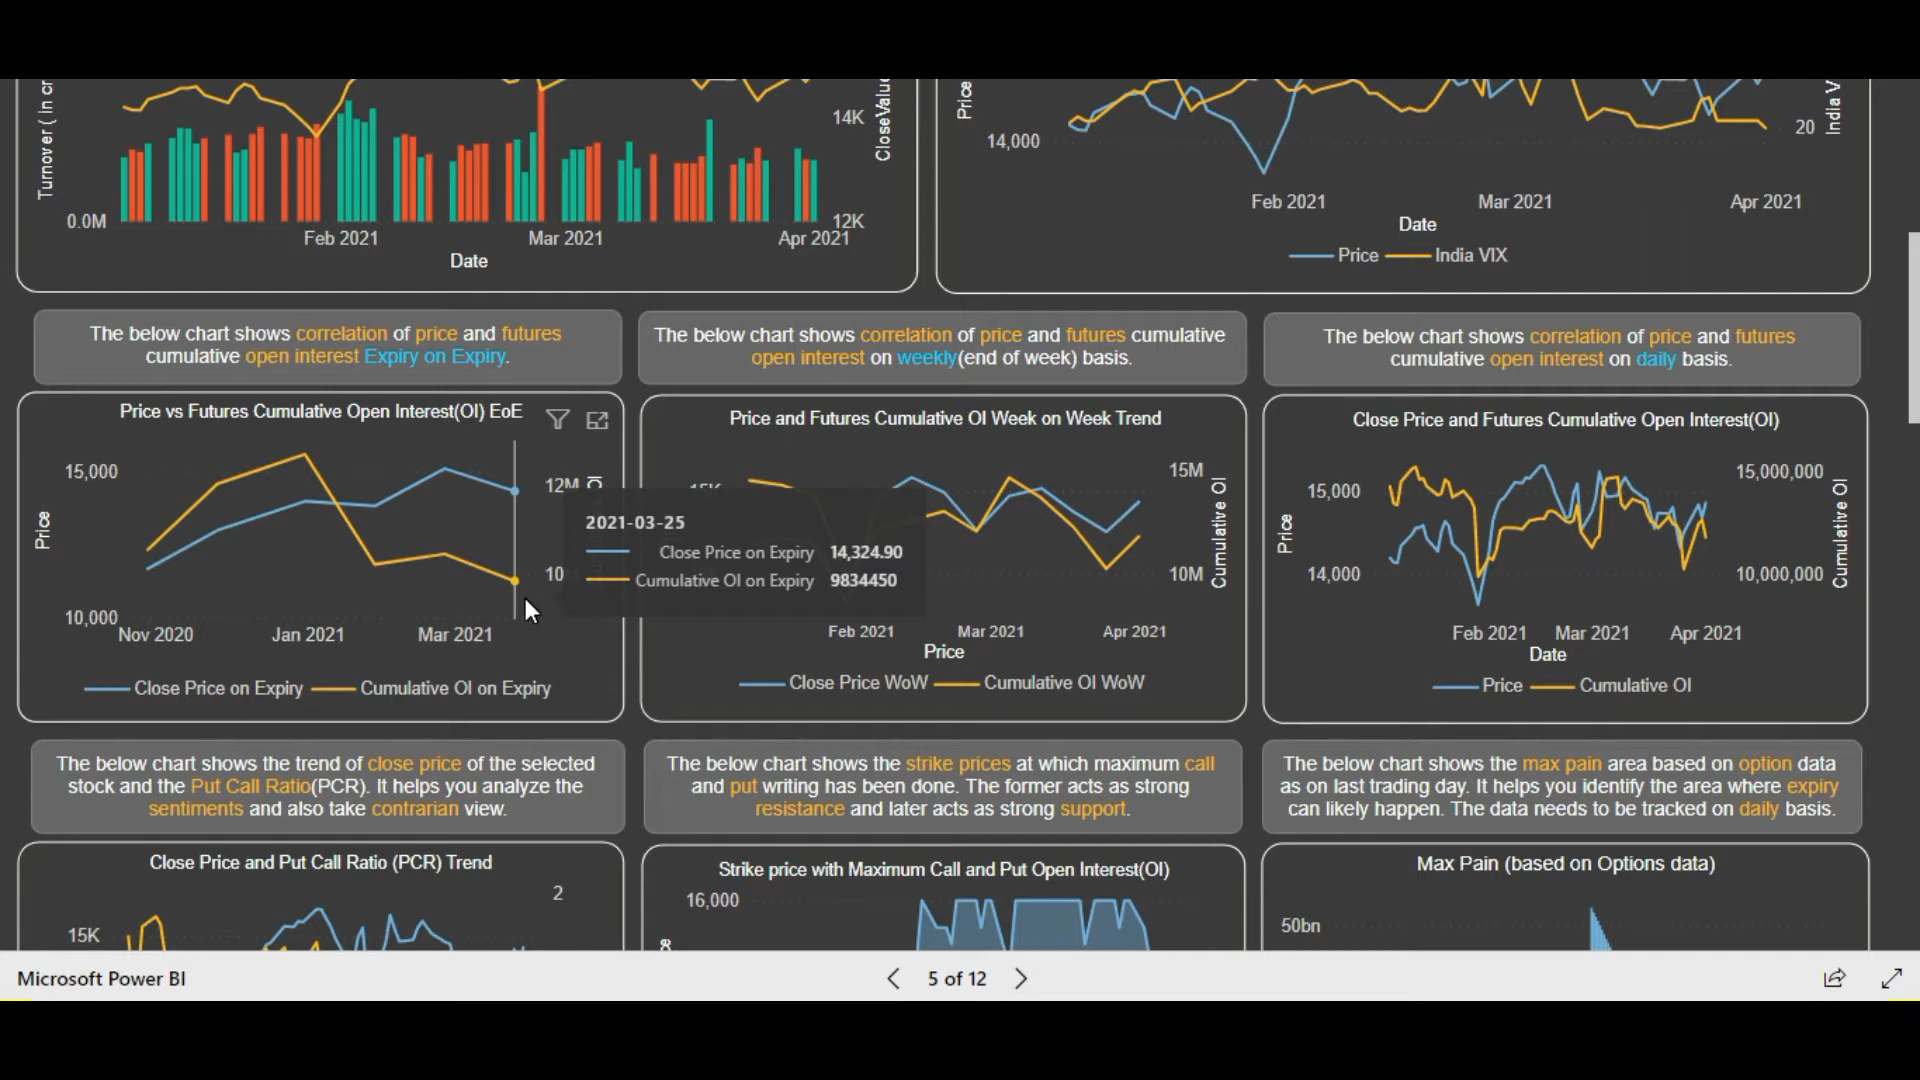 Turnover ( In cr
14K
CloseValue
0.0M
12K
Feb 2021
Mar 2021
Apr 2021
Date
Price
14,000
20
India V
Feb 2021
Mar 2021
Apr 2021
Date
Price
India VIX
The below chart shows correlation of price and futures
cumulative open interest Expiry on Expiry.
The below chart shows correlation of price and futures cumulative
open interest on weekly(end of week) basis.
The below chart shows correlation of price and futures
cumulative open interest on daily basis.
Price vs Futures Cumulative Open Interest(OI) EoE
15,000
12M
OI
Price
10
10,000
Nov 2020
Jan 2021
Mar 2021
Close Price on Expiry
Cumulative OI on Expiry
2021-03-25
Close Price on Expiry 14,324.90
Cumulative OI on Expiry 9834450
Price and Futures Cumulative OI Week on Week Trend
15K
15M
10M
Cumulative OI
Feb 2021
Mar 2021
Apr 2021
Price
Close Price WoW
Cumulative OI WoW
Close Price and Futures Cumulative Open Interest(OI)
15,000
15,000,000
Price
Cumulative OI
14,000
10,000,000
Feb 2021
Mar 2021
Apr 2021
Date
Price
Cumulative OI
The below chart shows the trend of close price of the selected
stock and the Put Call Ratio(PCR). It helps you analyze the
sentiments and also take contrarian view.
The below chart shows the strike prices at which maximum call
and put writing has been done. The former acts as strong
resistance and later acts as strong support.
The below chart shows the max pain area based on option data
as on last trading day. It helps you identify the area where expiry
can likely happen. The data needs to be tracked on daily basis.
Close Price and Put Call Ratio (PCR) Trend
2
15K
Strike price with Maximum Call and Put Open Interest(OI)
16,000
Max Pain (based on Options data)
50bn
Microsoft Power BI
5 of 12